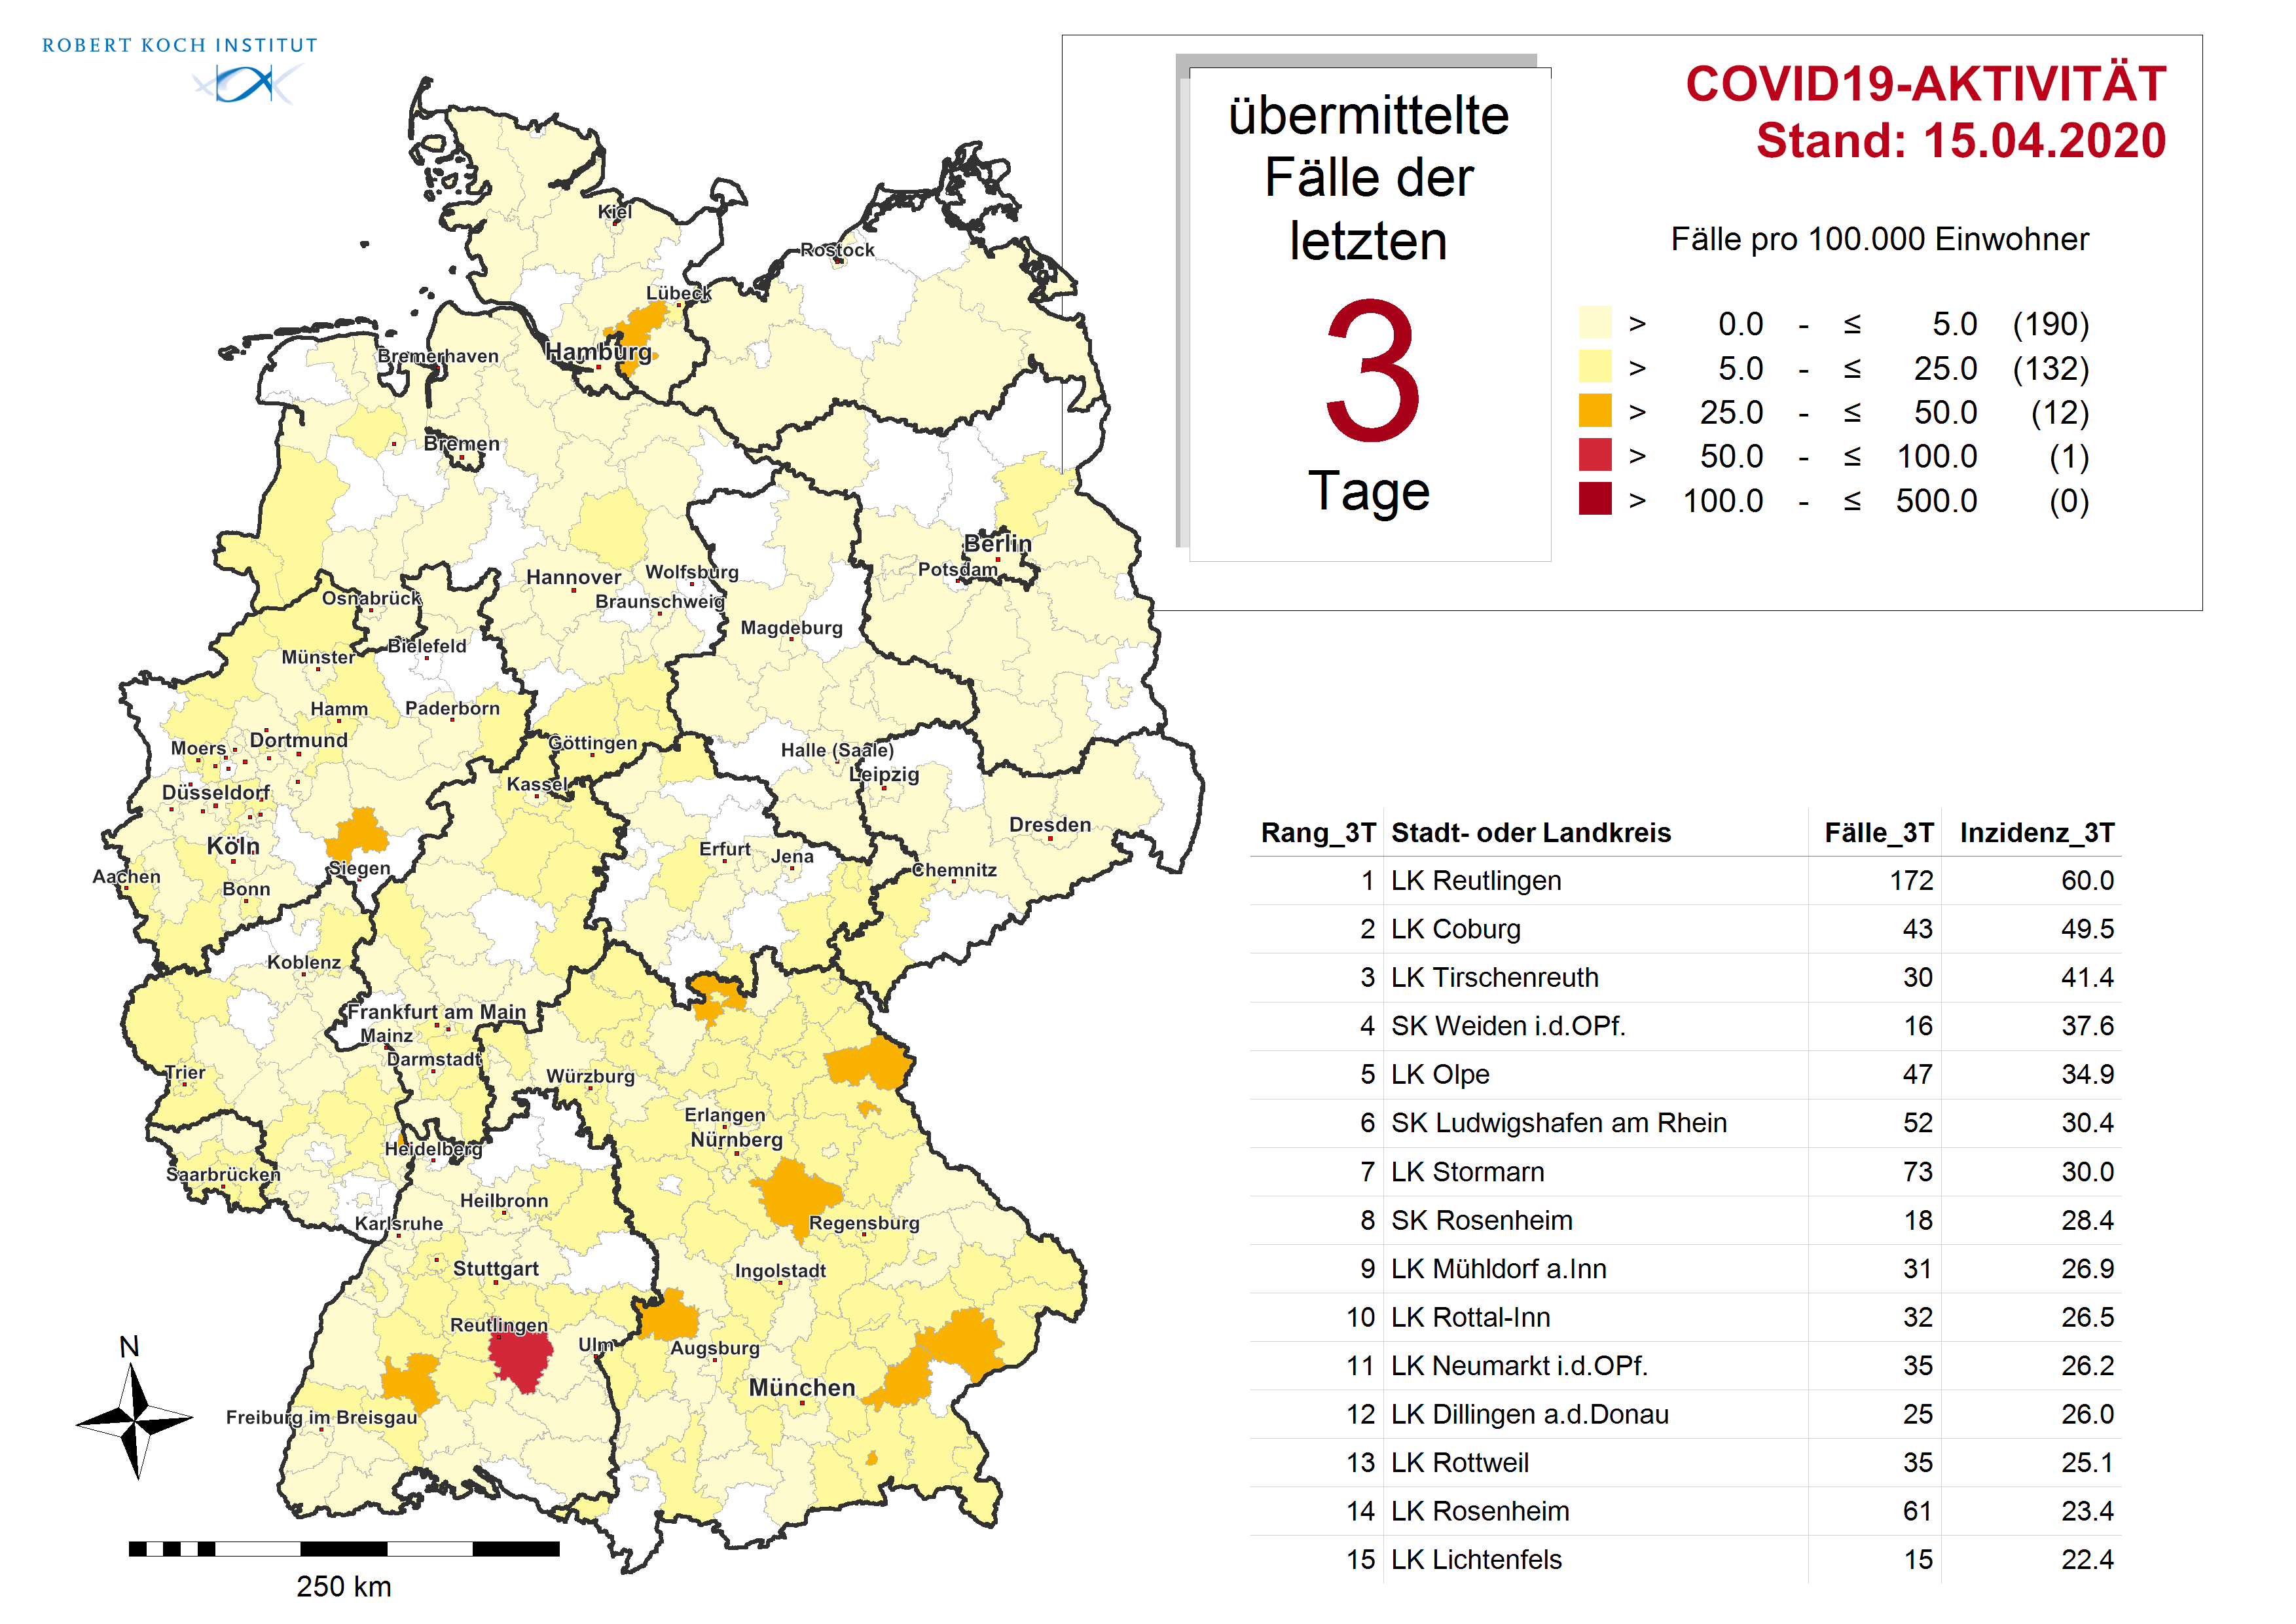 ROBERT KOCH INSTITUT
übermittelte
Fälle der
letzten
3
Tage
COVID19-AKTIVITÄT
Stand: 15.04.2020
Fälle pro 100.000 Einwohner
> 0.0 - ≤ 5.0 (190)
> 5.0 - ≤ 25.0 (132)
> 25.0 - ≤ 50.0 (12)
> 50.0 - ≤ 100.0 (1)
> 100.0 - ≤ 500.0 (0)
Kiel
Rostock
Lübeck
Hamburg
Bremerhaven
Bremen
Berlin
Potsdam
Hannover
Wolfsburg
Braunschweig
Osnabrück
Magdeburg
Bielefeld
Münster
Hamm
Paderborn
Moers
Dortmund
Göttingen
Halle (Saale)
Leipzig
Kassel
Düsseldorf
Dresden
Köln
Erfurt
Jena
Siegen
Chemnitz
Aachen
Bonn
Koblenz
Frankfurt am Main
Mainz
Darmstadt
Trier
Würzburg
Erlangen
Nürnberg
Heidelberg
Saarbrücken
Heilbronn
Karlsruhe
Regensburg
Stuttgart
Ingolstadt
Reutlingen
Ulm
Augsburg
München
Freiburg im Breisgau
N
250 km
Rang_3T Stadt- oder Landkreis Fälle_3T Inzidenz_3T
1 LK Reutlingen 172 60.0
2 LK Coburg 43 49.5
3 LK Tirschenreuth 30 41.4
4 SK Weiden i.d.OPf. 16 37.6
5 LK Olpe 47 34.9
6 SK Ludwigshafen am Rhein 52 30.4
7 LK Stormarn 73 30.0
8 SK Rosenheim 18 28.4
9 LK Mühldorf a.Inn 31 26.9
10 LK Rottal-Inn 32 26.5
11 LK Neumarkt i.d.OPf. 35 26.2
12 LK Dillingen a.d.Donau 25 26.0
13 LK Rottweil 35 25.1
14 LK Rosenheim 61 23.4
15 LK Lichtenfels 15 22.4